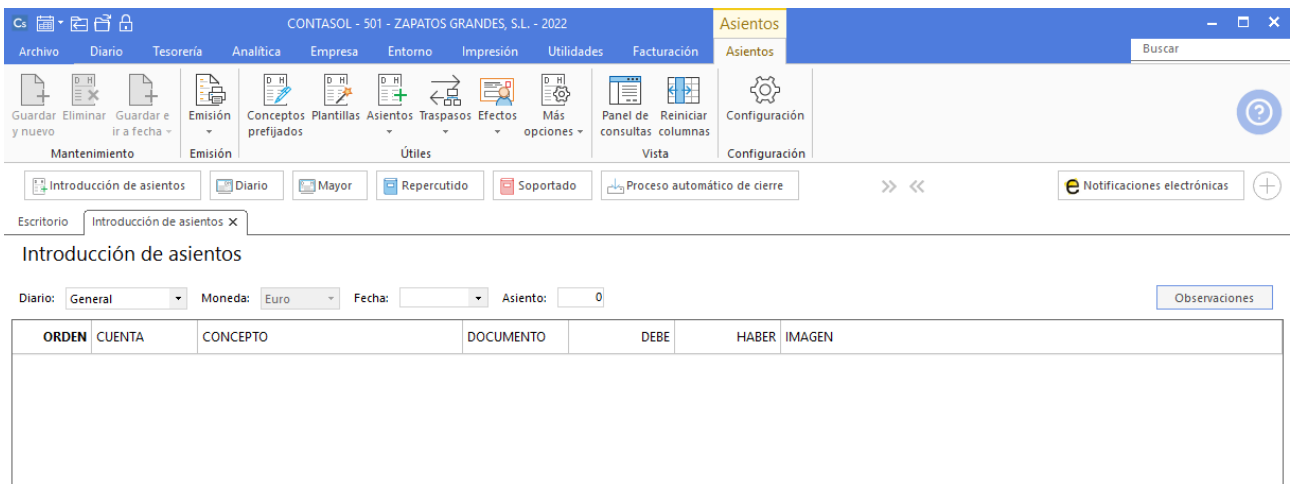 Cs CONTASOL - 501 - ZAPATOS GRANDES, S.L. - 2022 Asientos
Archivo Diario Tesorería Analítica Empresa Entorno Impresión Utilidades Facturación Asientos Buscar
Guardar y nuevo
Eliminar
Guardar e ir a fecha
Emisión
Conceptos prefijados
Plantillas
Asientos
Traspasos
Efectos
Más opciones
Panel de consultas
Reiniciar columnas
Configuración
Mantenimiento Emisión Útiles Vista Configuración
Introducción de asientos Diario Mayor Repercutido Soportado Proceso automático de cierre Notificaciones electrónicas
Escritorio Introducción de asientos X
Introducción de asientos
Diario: General Moneda: Euro Fecha: Asiento: 0 Observaciones
ORDEN CUENTA CONCEPTO DOCUMENTO DEBE HABER IMAGEN